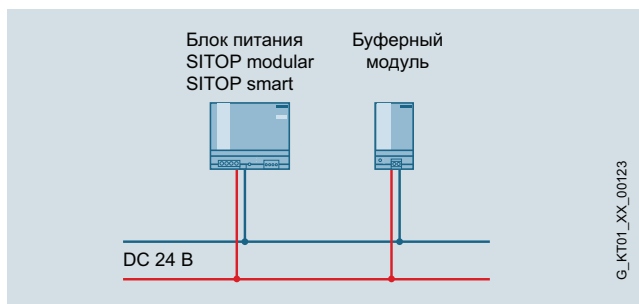 Блок питания
SITOP modular
SITOP smart
Буферный
модуль
DC 24 В
G_KT01_XX_00123